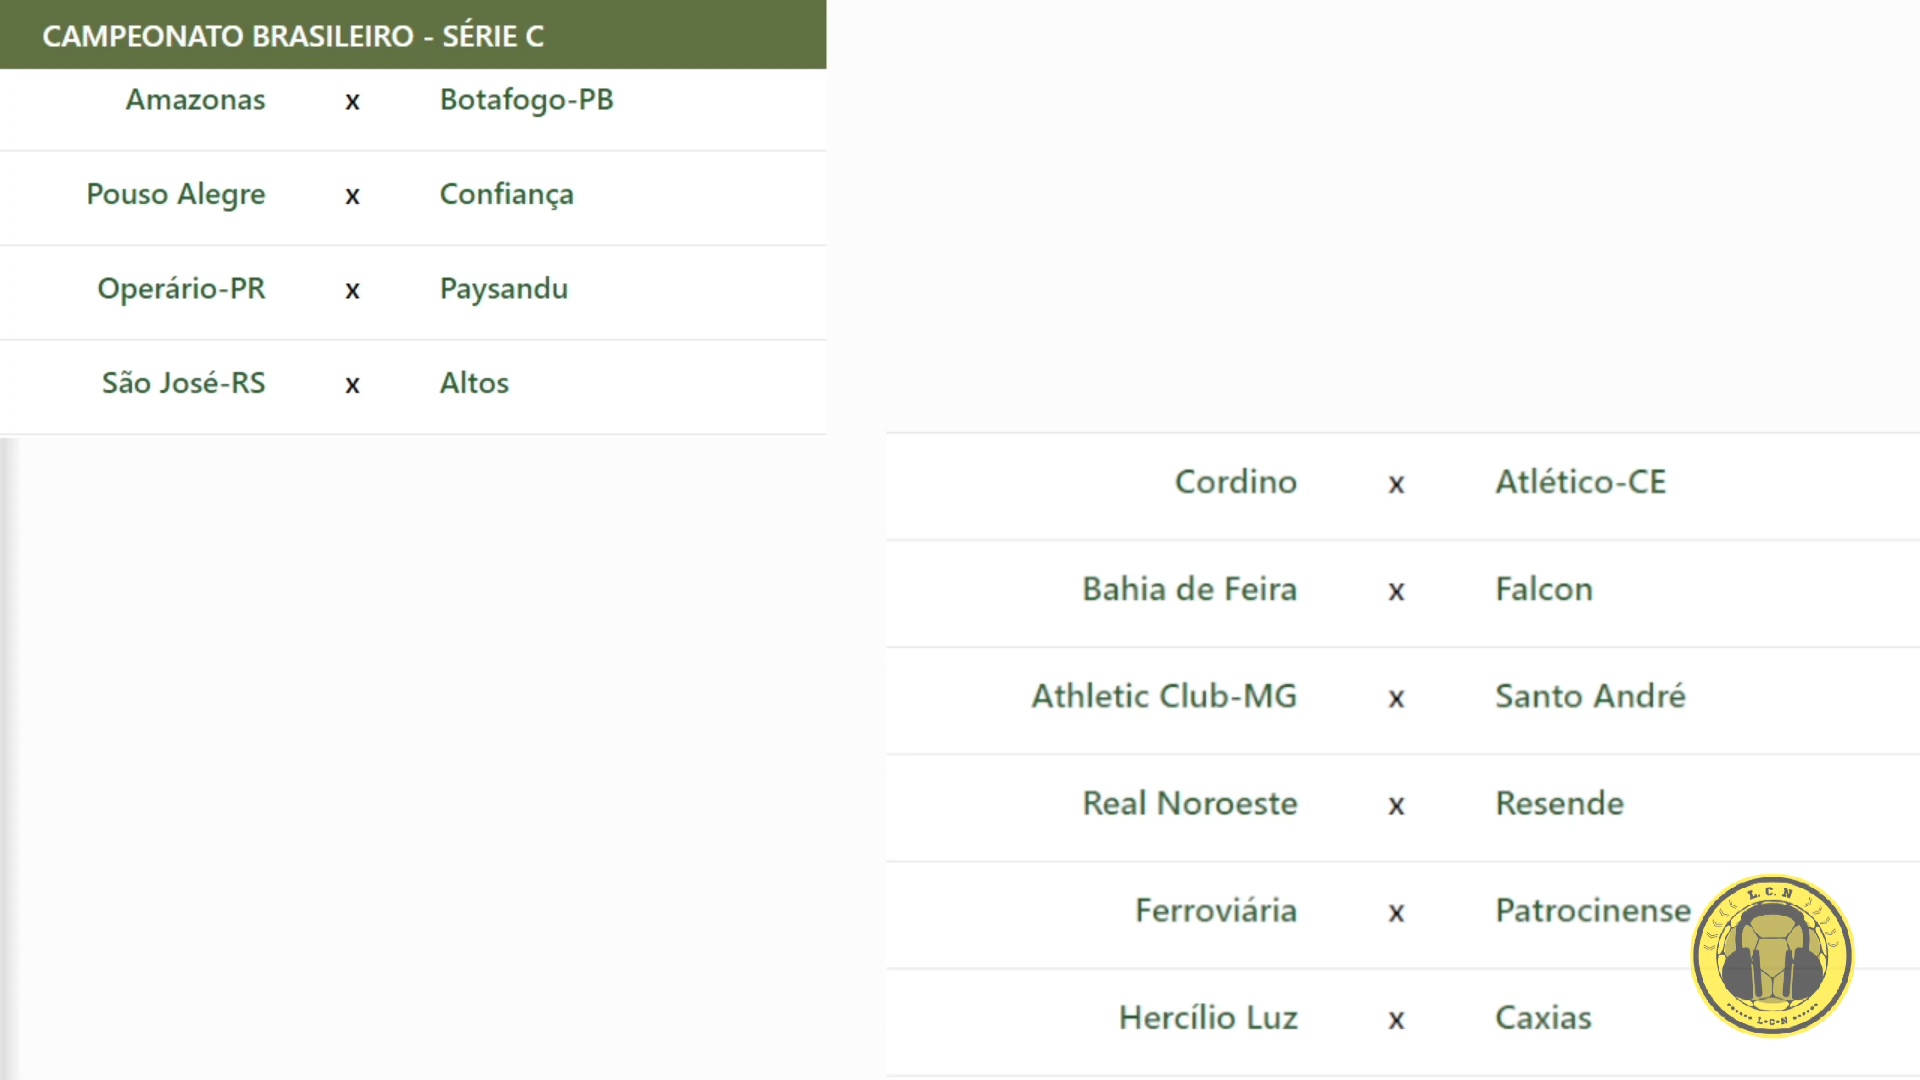 CAMPEONATO BRASILEIRO - SÉRIE C
Amazonas x Botafogo-PB
Pouso Alegre x Confiança
Operário-PR x Paysandu
São José-RS x Altos
Cordino x Atlético-CE
Bahia de Feira x Falcon
Athletic Club-MG x Santo André
Real Noroeste x Resende
Ferroviária x Patrocinense
Hercílio Luz x Caxias
L. C. N
L-C-N